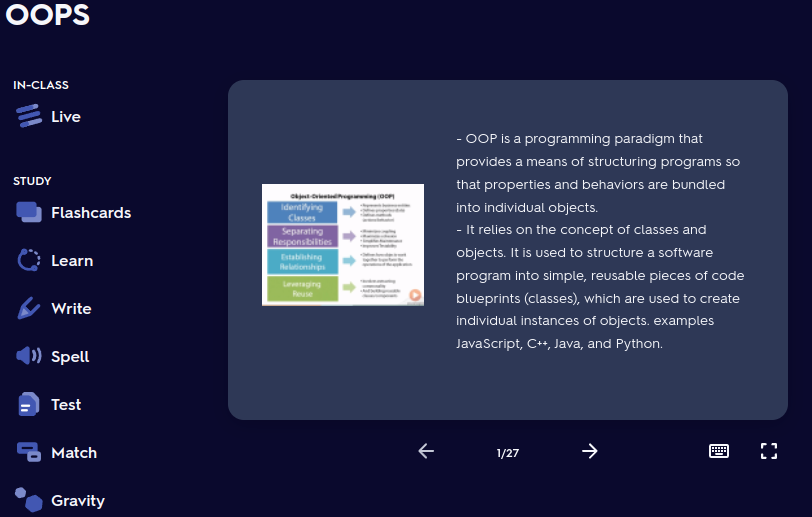 OOPS
IN-CLASS
Live
STUDY
Flashcards
Learn
Write
Spell
Test
Match
Gravity
Object-Oriented Programming (OOP)
Identifying
Classes
Separating
Responsibilities
Establishing
Relationships
Leveraging
Reuse
- OOP is a programming paradigm that
provides a means of structuring programs so
that properties and behaviors are bundled
into individual objects.
- It relies on the concept of classes and
objects. It is used to structure a software
program into simple, reusable pieces of code
blueprints (classes), which are used to create
individual instances of objects. examples
JavaScript, C++, Java, and Python.
1/27